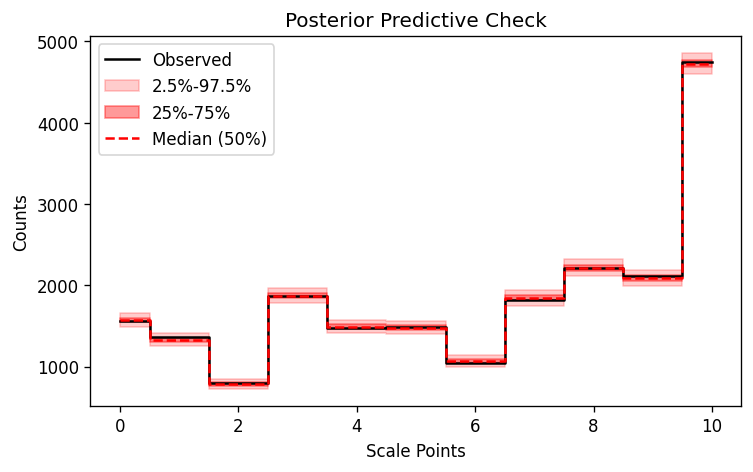 Posterior Predictive Check
Observed
2.5%-97.5%
25%-75%
Median (50%)
5000
4000
3000
2000
1000
Counts
0 2 4 6 8 10
Scale Points